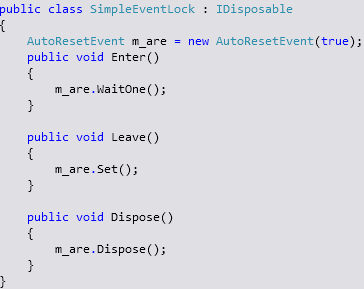 public class SimpleEventLock : IDisposable
{
    AutoResetEvent m_are = new AutoResetEvent(true);
    public void Enter()
    {
        m_are.WaitOne();
    }

    public void Leave()
    {
        m_are.Set();
    }

    public void Dispose()
    {
        m_are.Dispose();
    }
}